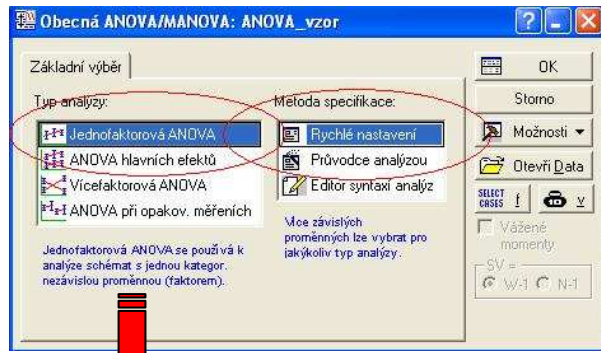 Obecná ANOVA/MANOVA: ANOVA_vzor
Základní výběr
Typ analýzy:
Jednofaktorová ANOVA
ANOVA hlavních efektů
Vícefaktorová ANOVA
ANOVA při opakov. měřeních
Jednofaktorová ANOVA se používá k
analýze schémat s jednou kategor.
nezávislou proměnnou (faktorem).
Metoda specifikace:
Rychlé nastavení
Průvodce analýzou
Editor syntaxí analýz
Více závislých
proměnných lze vybrat pro
jakýkoliv typ analýzy.
OK
Storno
Možnosti
Otevři Data
SELECT
CASES f v
Vážené
momenty
SV =
W-1 N-1